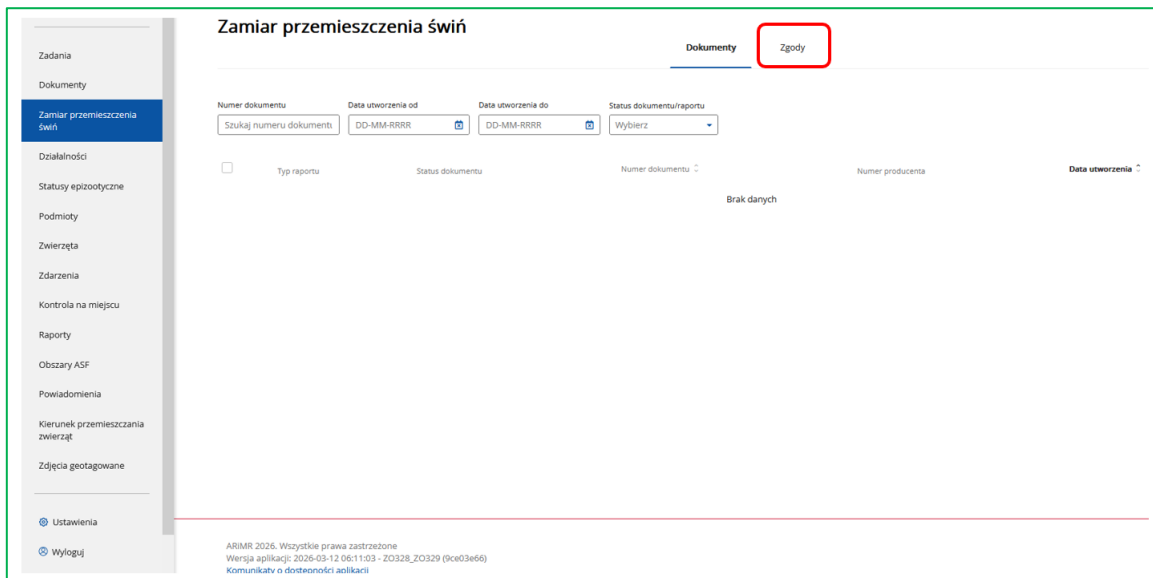 Zamiar przemieszczenia świń
Dokumenty
Zgody
Zadania
Dokumenty
Zamiar przemieszczenia
świń
Działalności
Statusy epizootyczne
Podmioty
Zwierzęta
Zdarzenia
Kontrola na miejscu
Raporty
Obszary ASF
Powiadomienia
Kierunek przemieszczania
zwierząt
Zdjęcia geotagowane
Ustawienia
Wyloguj
Numer dokumentu
Data utworzenia od
Data utworzenia do
Status dokumentu/raportu
Szukaj numeru dokumentu
DD-MM-RRRR
DD-MM-RRRR
Wybierz
Typ raportu
Status dokumentu
Numer dokumentu
Numer producenta
Data utworzenia
Brak danych
ARiMR 2026. Wszystkie prawa zastrzeżone
Wersja aplikacji: 2026-03-12 06:11:03 - ZO328_ZO329 (9ce03e66)
Komunikaty o dostępności aplikacji